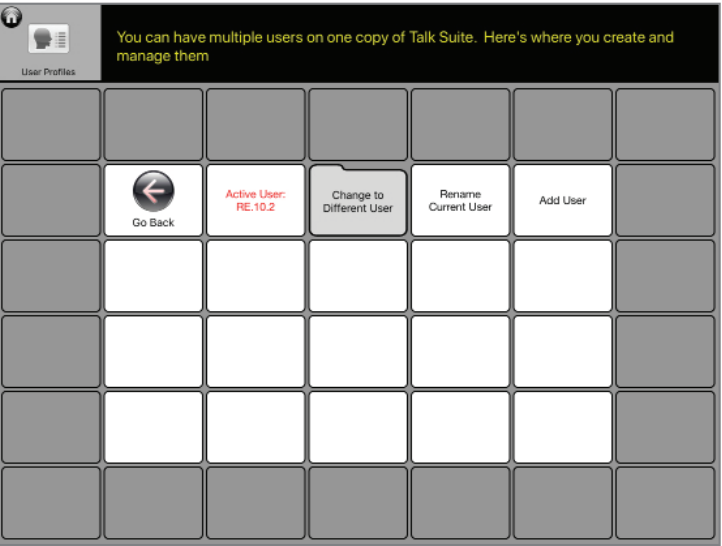 You can have multiple users on one copy of Talk Suite.  Here's where you create and
manage them
User Profiles
Go Back
Active User:
RE.10.2
Change to
Different User
Rename
Current User
Add User